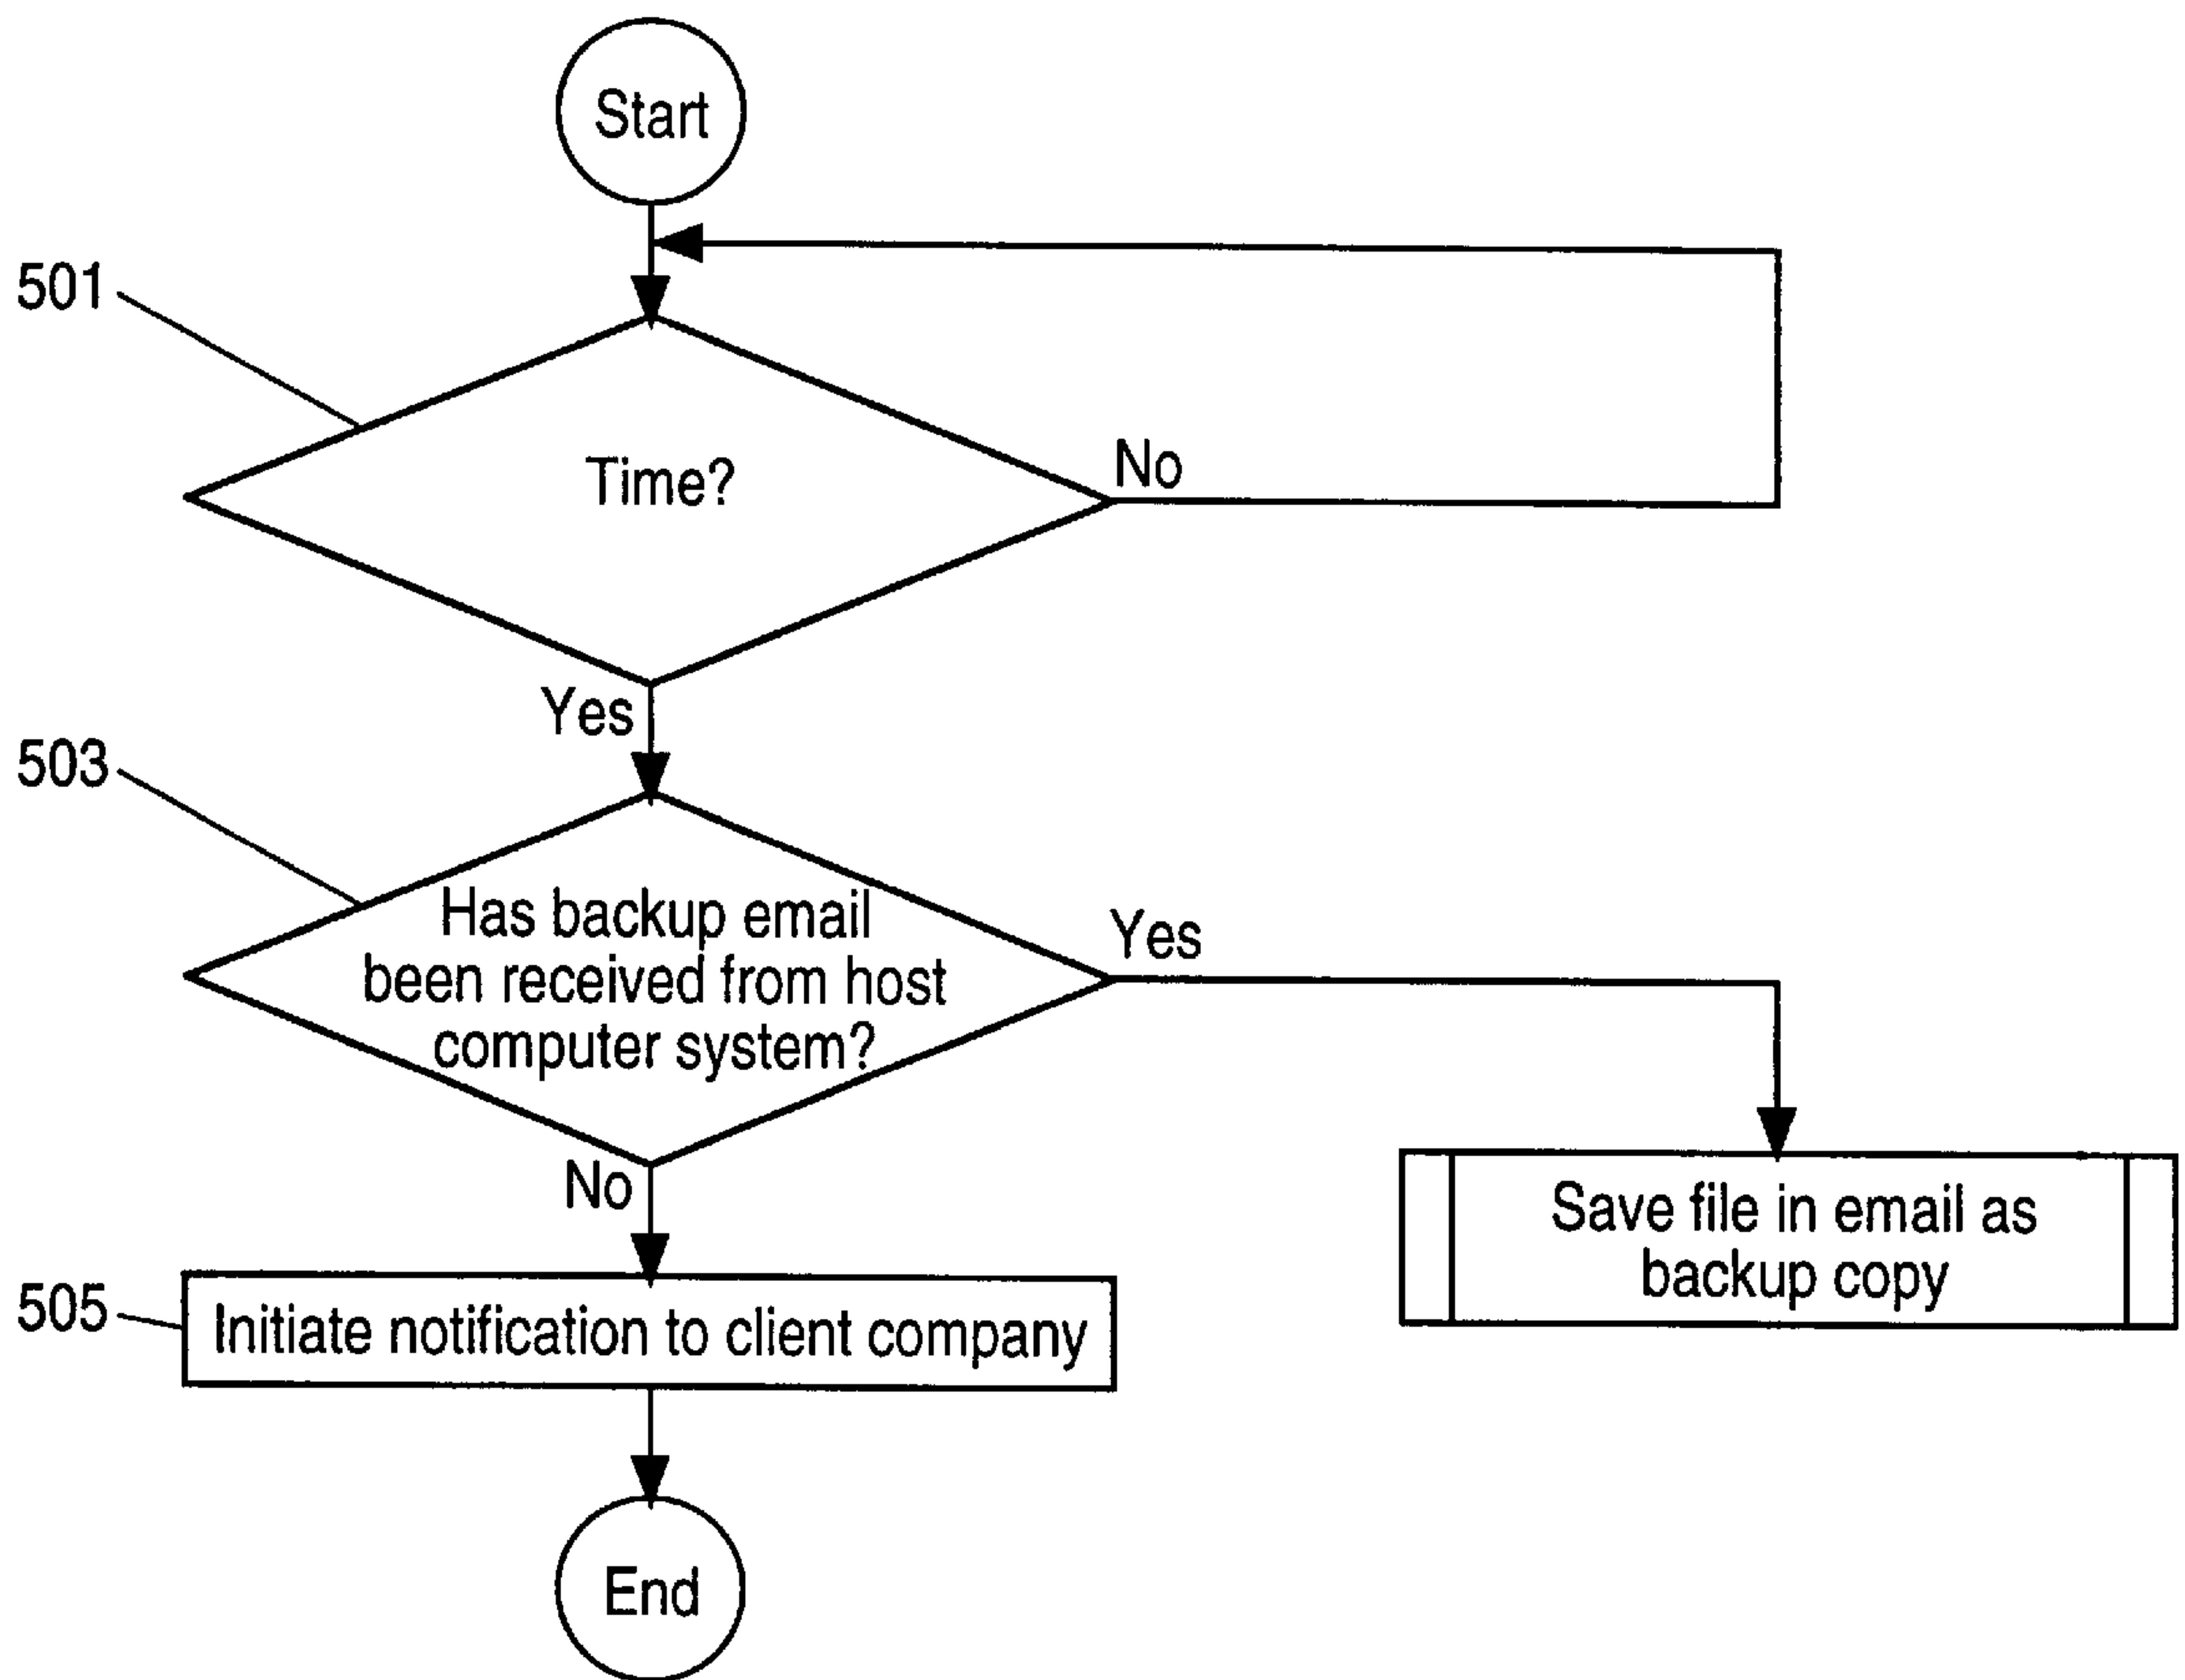 Start
501
Time?
No
Yes
503
Has backup email
been received from host
computer system?
Yes
No
Save file in email as
backup copy
505
Initiate notification to client company
End